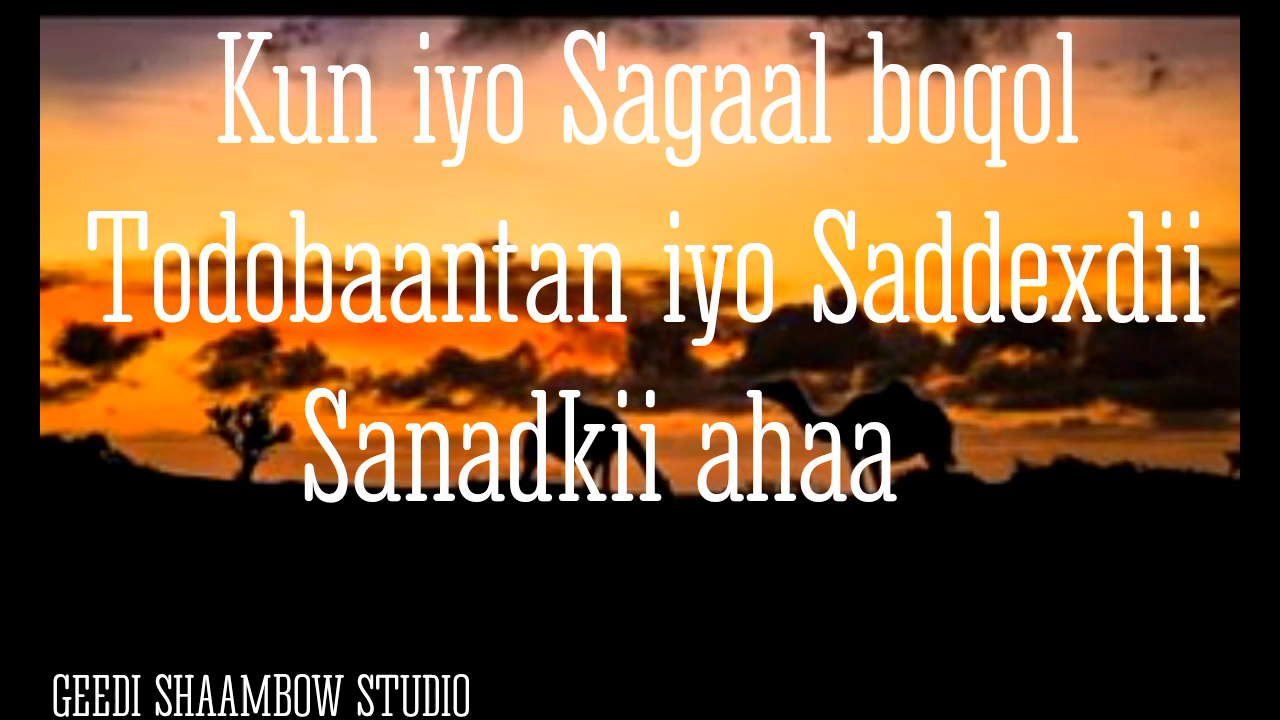 Kun iyo Sagaal boqol
Todobaantan iyo Saddexdii
Sanadkii ahaa
GEEDI SHAAMBOW STUDIO